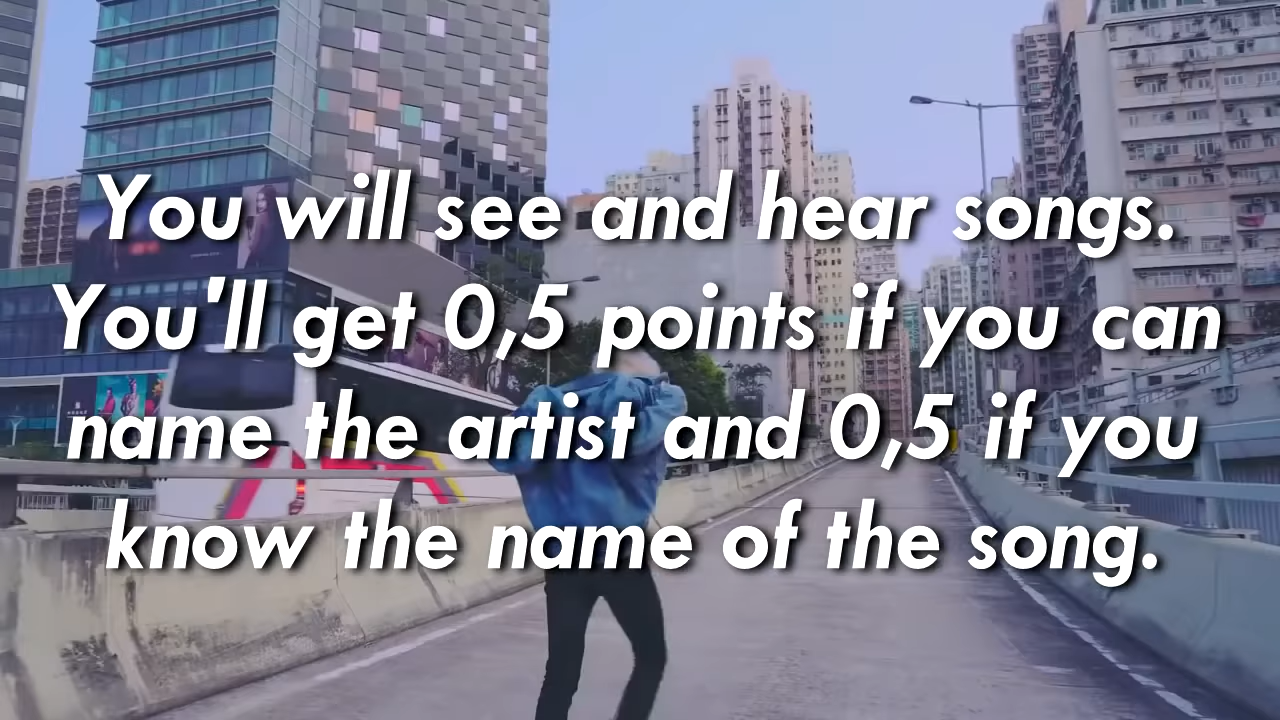 You will see and hear songs.
You'll get 0,5 points if you can
name the artist and 0,5 if you
know the name of the song.